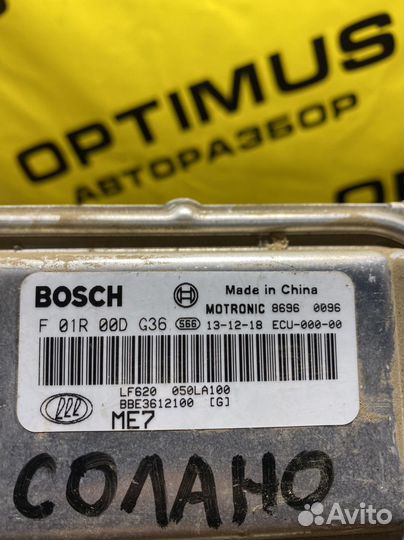 OPTIMUS
АВТОРАЗБОР
BOSCH
Made in China
MOTRONIC 8696 0096
F 01R 00D G36 566 13-12-18 ECU-000-00
LF620 050LA100
BBE3612100 [G]
ME7
СОЛАНО
Avito